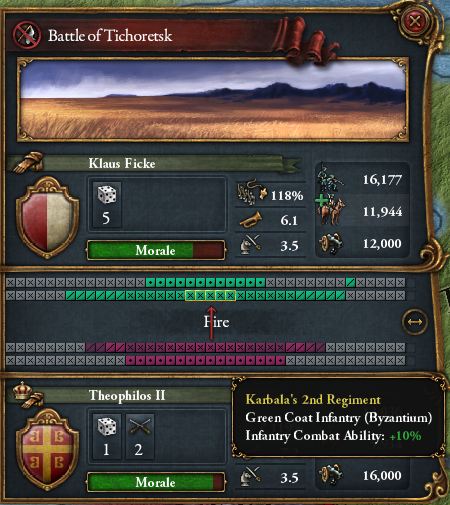 Battle of Tichoretsk
Klaus Ficke
5
118%
6.1
3.5
16,177
11,944
12,000
Morale
Fire
Theophilos II
1
2
Morale
Karbala's 2nd Regiment
Green Coat Infantry (Byzantium)
Infantry Combat Ability: +10%
3.5
16,000